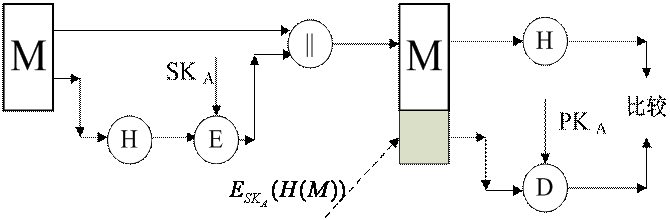 M
SK A
H
E
||
M
H
比较
PK A
D
E_{SK_A}(H(M))